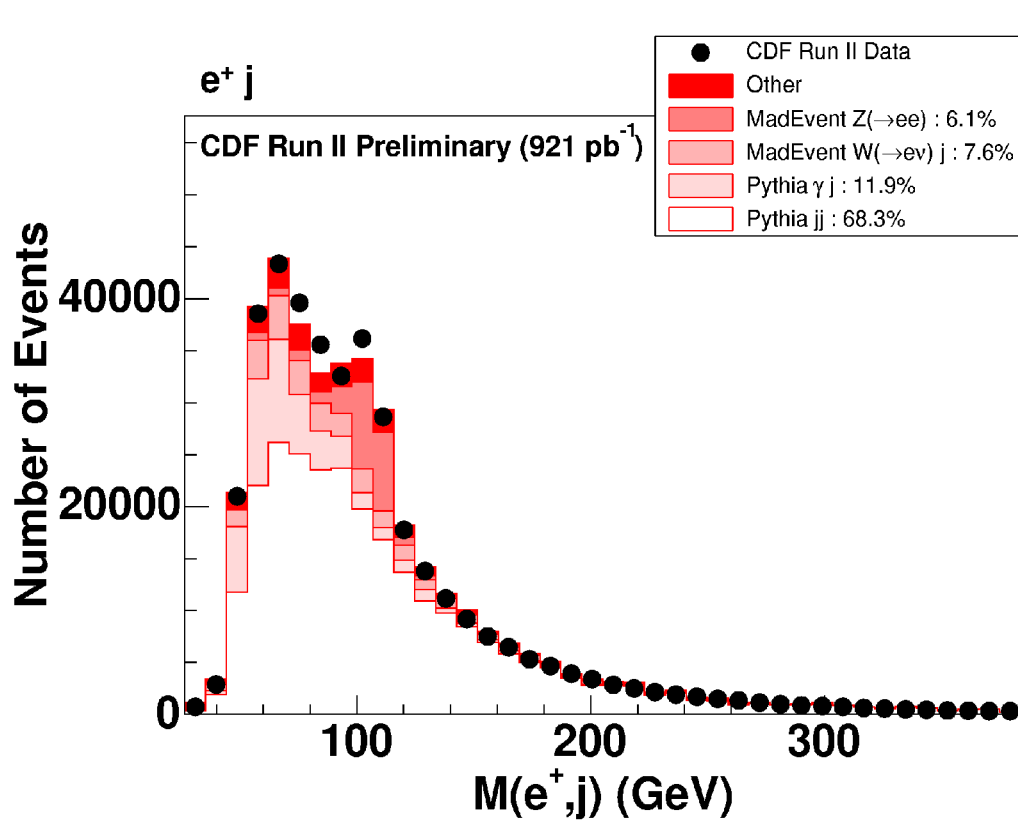 e⁺ j
CDF Run II Preliminary (921 pb⁻¹)
CDF Run II Data
Other
MadEvent Z(→ee) : 6.1%
MadEvent W(→eν) j : 7.6%
Pythia γ j : 11.9%
Pythia jj : 68.3%
Number of Events
40000
20000
0
100 200 300
M(e⁺,j) (GeV)